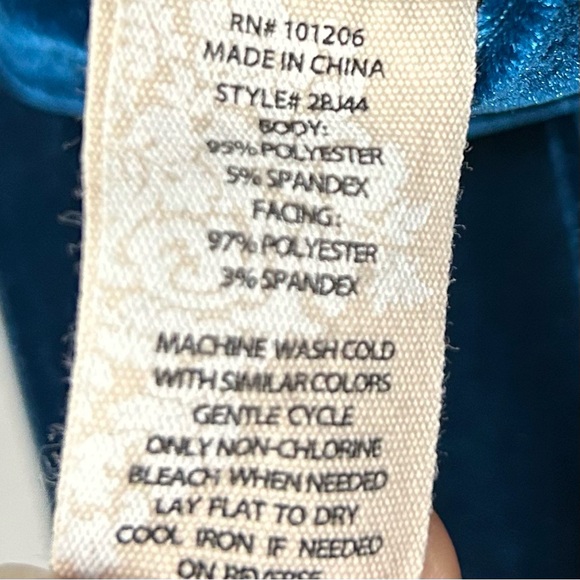 RN# 101206
MADE IN CHINA
STYLE# 28J44
BODY:
95% POLYESTER
5% SPANDEX
FACING:
97% POLYESTER
3% SPANDEX
MACHINE WASH COLD
WITH SIMILAR COLORS
GENTLE CYCLE
ONLY NON-CHLORINE
BLEACH WHEN NEEDED
LAY FLAT TO DRY
COOL IRON IF NEEDED
ON REVERSE